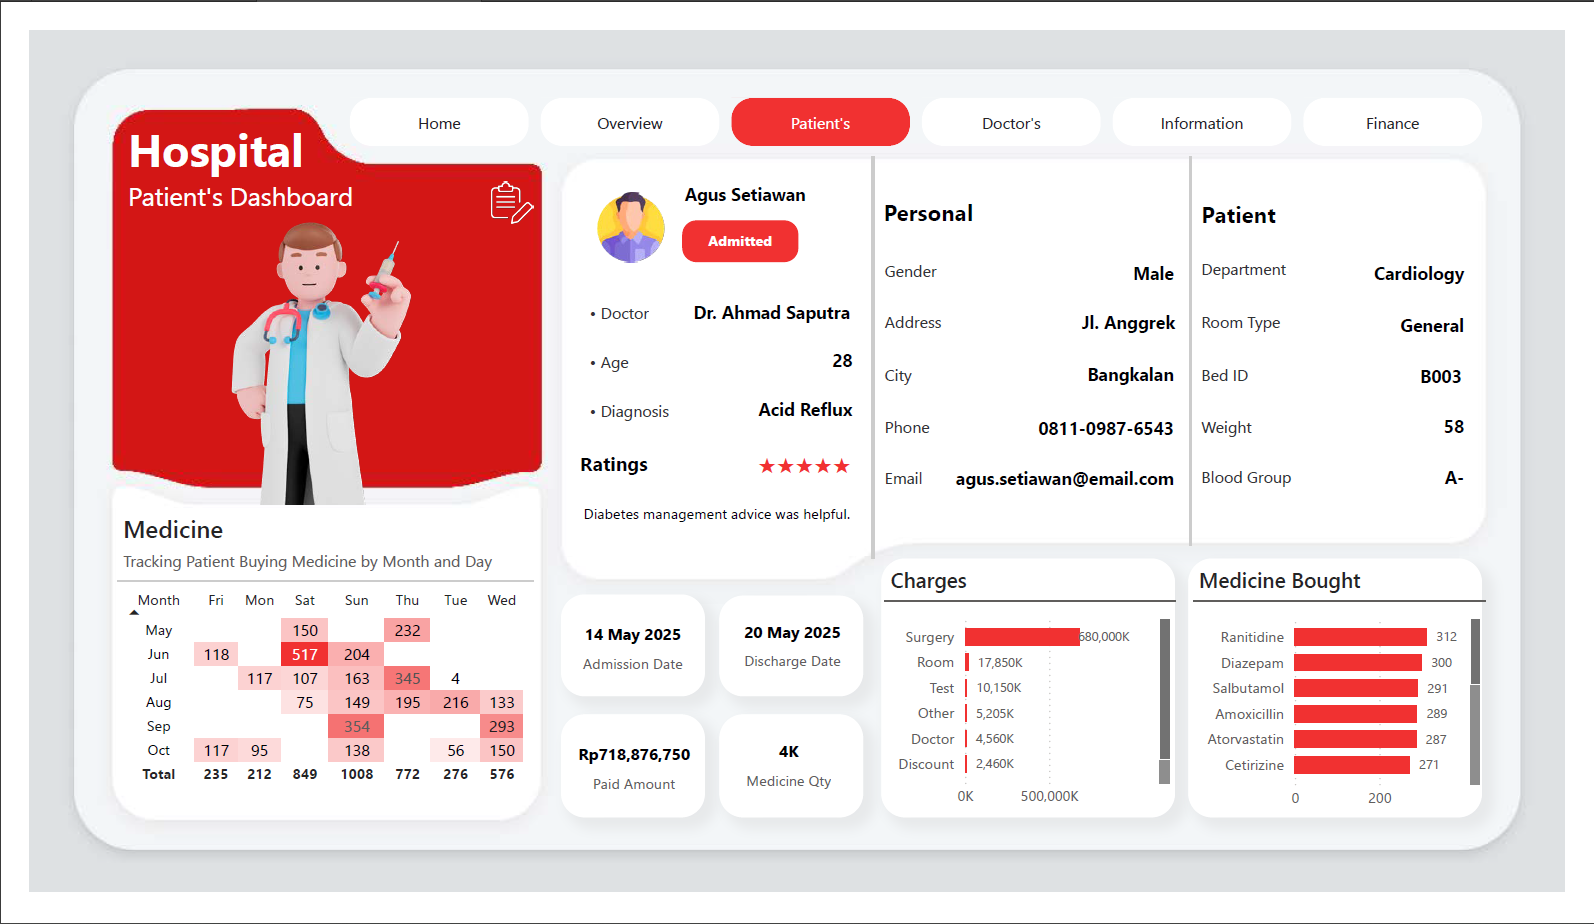 Home
Overview
Patient's
Doctor's
Information
Finance
Hospital
Patient's Dashboard
Agus Setiawan
Admitted
• Doctor Dr. Ahmad Saputra
• Age 28
• Diagnosis Acid Reflux
Ratings ★★★★★
Diabetes management advice was helpful.
Personal
Gender Male
Address Jl. Anggrek
City Bangkalan
Phone 0811-0987-6543
Email agus.setiawan@email.com
Patient
Department Cardiology
Room Type General
Bed ID B003
Weight 58
Blood Group A-
Medicine
Tracking Patient Buying Medicine by Month and Day
Month Fri Mon Sat Sun Thu Tue Wed
May 150 232
Jun 118 517 204
Jul 117 107 163 345 4
Aug 75 149 195 216 133
Sep 354 293
Oct 117 95 138 56 150
Total 235 212 849 1008 772 276 576
14 May 2025
Admission Date
20 May 2025
Discharge Date
Rp718,876,750
Paid Amount
4K
Medicine Qty
Charges
Surgery 680,000K
Room 17,850K
Test 10,150K
Other 5,205K
Doctor 4,560K
Discount 2,460K
0K 500,000K
Medicine Bought
Ranitidine 312
Diazepam 300
Salbutamol 291
Amoxicillin 289
Atorvastatin 287
Cetirizine 271
0 200